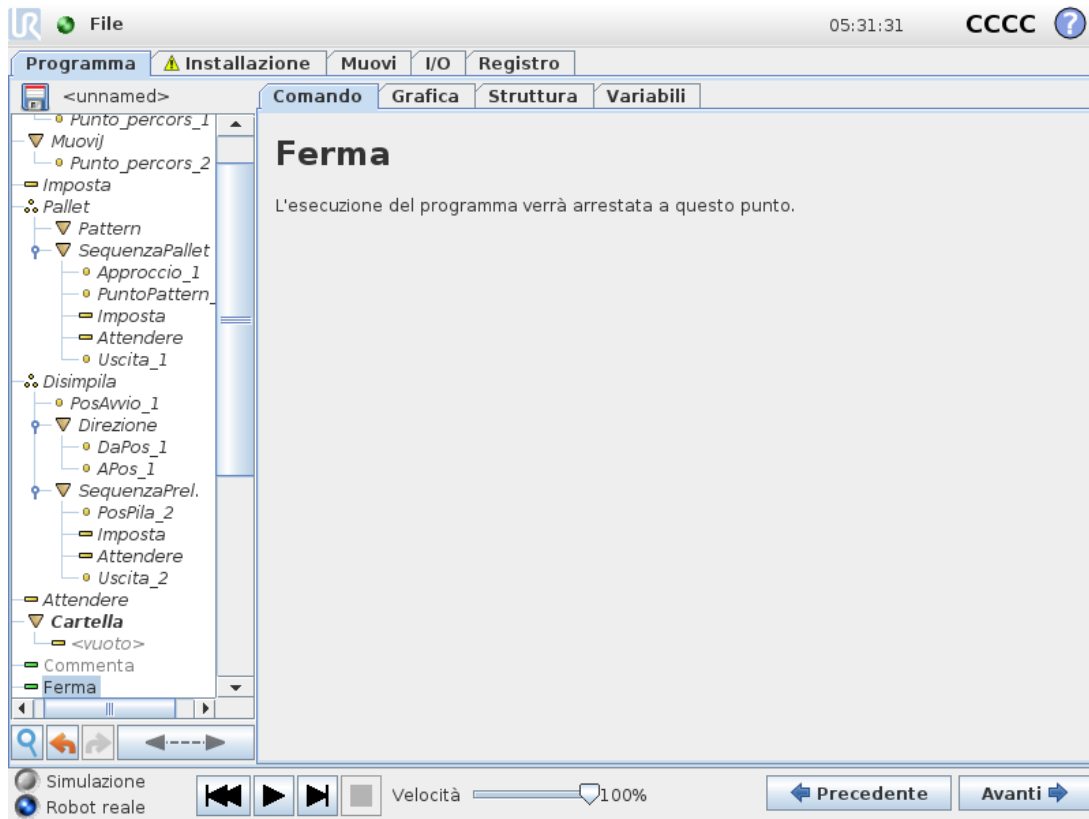 UR File 05:31:31 CCCC ?
Programma Installazione Muovi I/O Registro
<unnamed> Comando Grafica Struttura Variabili
Punto_percors_1
MuoviJ
Punto_percors_2
Imposta
Pallet
Pattern
SequenzaPallet
Approccio_1
PuntoPattern_
Imposta
Attendere
Uscita_1
Disimpila
PosAvvio_1
Direzione
DaPos_1
APos_1
SequenzaPrel.
PosPila_2
Imposta
Attendere
Uscita_2
Attendere
Cartella
<vuoto>
Commenta
Ferma
Ferma
L'esecuzione del programma verrà arrestata a questo punto.
Simulazione
Robot reale
Velocità 100%
Precedente Avanti